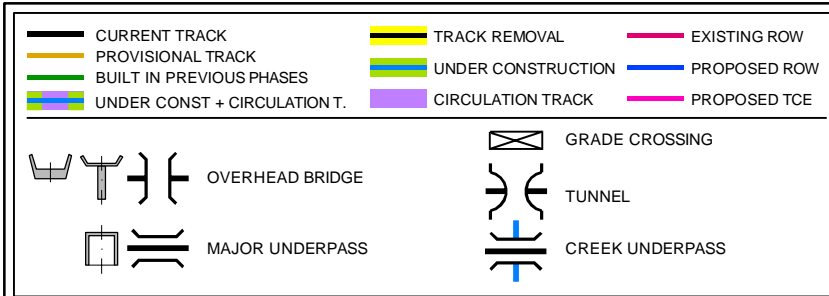 CURRENT TRACK
PROVISIONAL TRACK
BUILT IN PREVIOUS PHASES
UNDER CONST + CIRCULATION T.
TRACK REMOVAL
UNDER CONSTRUCTION
CIRCULATION TRACK
EXISTING ROW
PROPOSED ROW
PROPOSED TCE
OVERHEAD BRIDGE
MAJOR UNDERPASS
GRADE CROSSING
TUNNEL
CREEK UNDERPASS